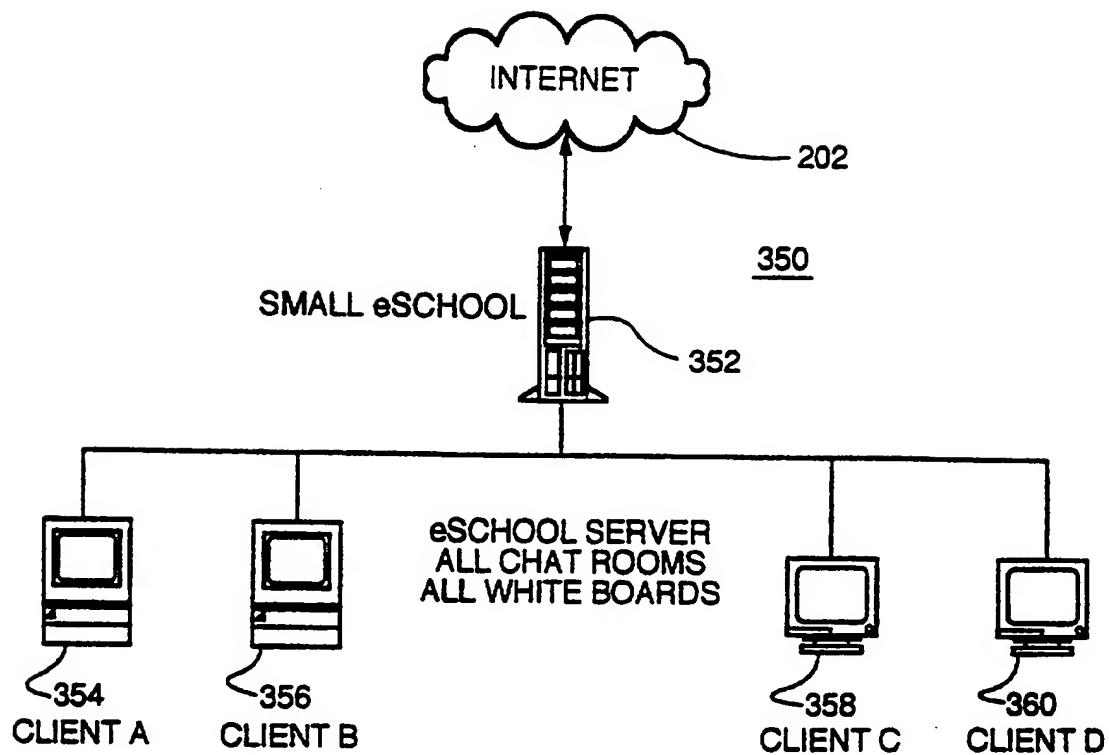 INTERNET
202
350
SMALL eSCHOOL
352
eSCHOOL SERVER
ALL CHAT ROOMS
ALL WHITE BOARDS
354
CLIENT A
356
CLIENT B
358
CLIENT C
360
CLIENT D